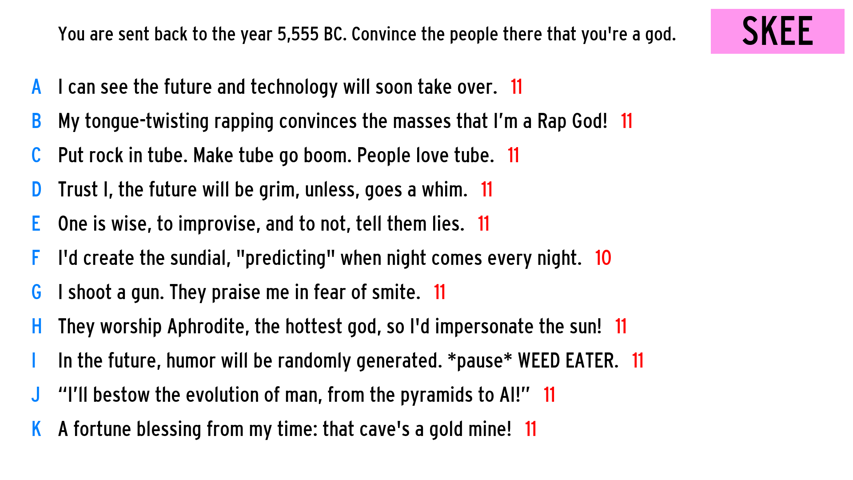 You are sent back to the year 5,555 BC. Convince the people there that you're a god.
SKEE
A I can see the future and technology will soon take over. 11
B My tongue-twisting rapping convinces the masses that I'm a Rap God! 11
C Put rock in tube. Make tube go boom. People love tube. 11
D Trust I, the future will be grim, unless, goes a whim. 11
E One is wise, to improvise, and to not, tell them lies. 11
F I'd create the sundial, "predicting" when night comes every night. 10
G I shoot a gun. They praise me in fear of smite. 11
H They worship Aphrodite, the hottest god, so I'd impersonate the sun! 11
I In the future, humor will be randomly generated. *pause* WEED EATER. 11
J “I’ll bestow the evolution of man, from the pyramids to AI!” 11
K A fortune blessing from my time: that cave's a gold mine! 11